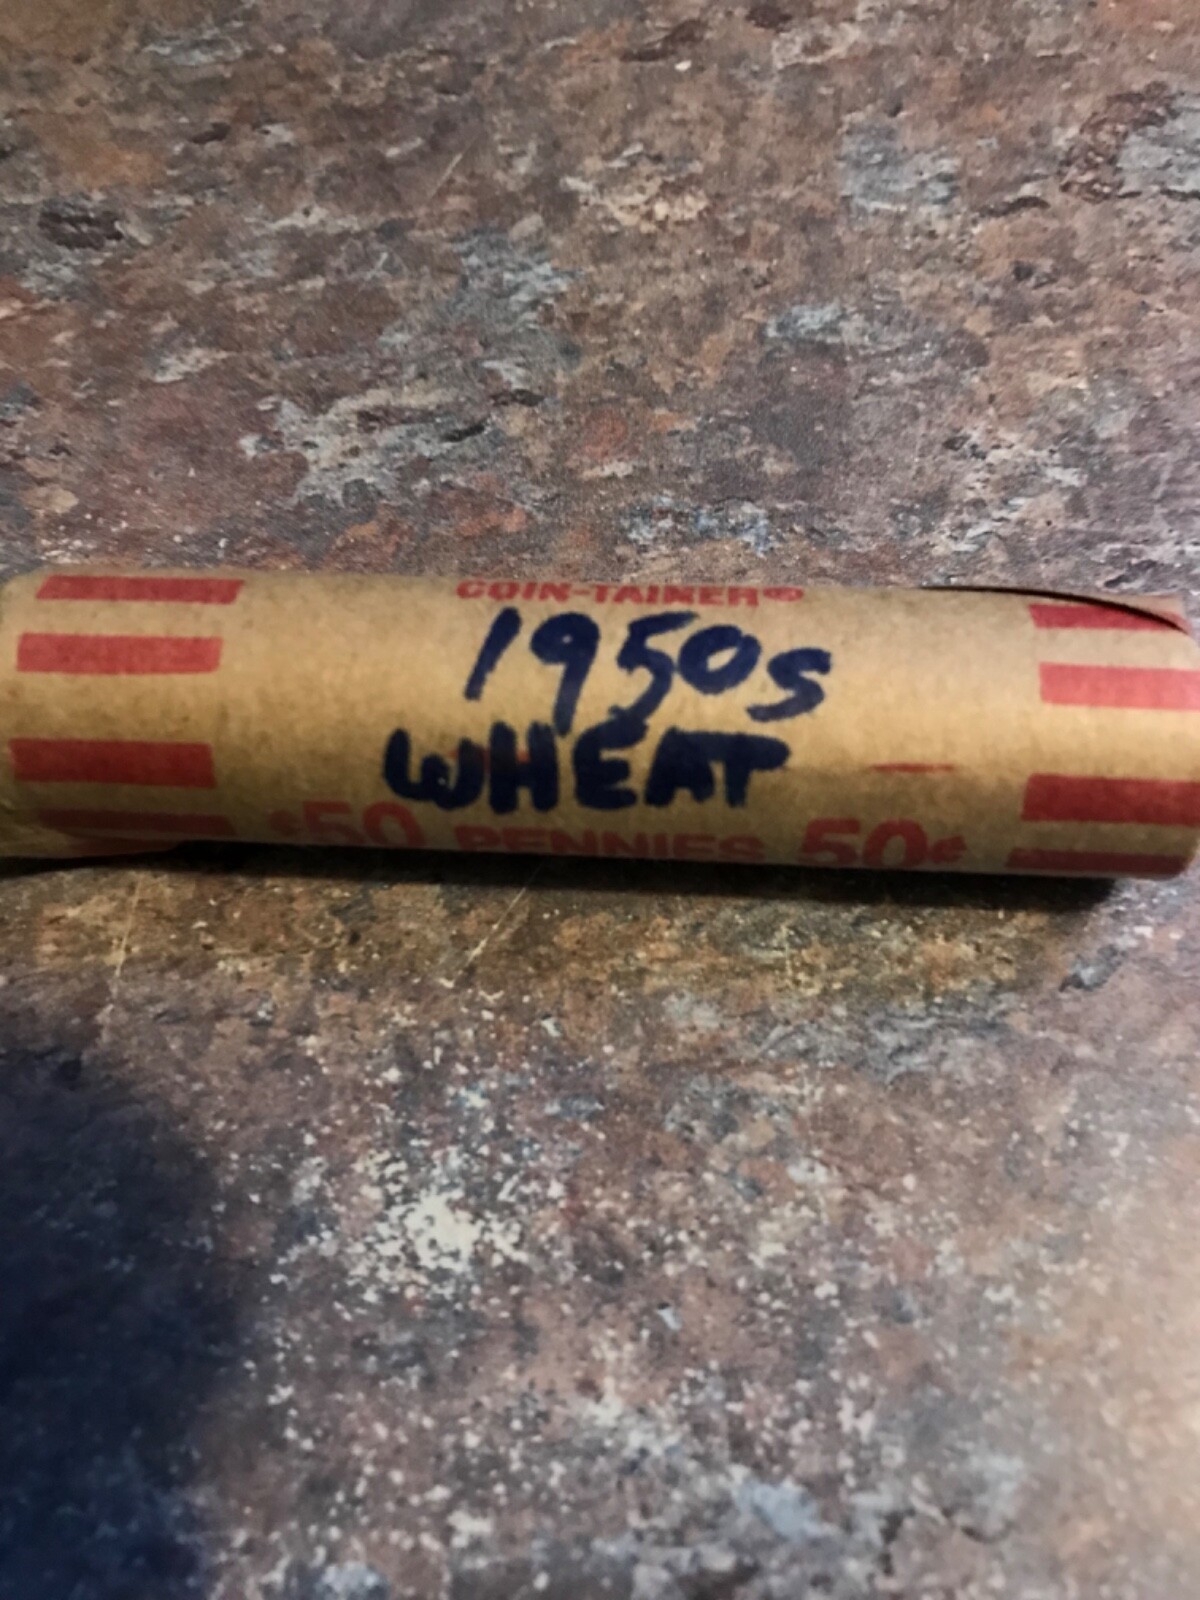 COIN-TAINER®
1950s
WHEAT
¢50 PENNIES 50¢